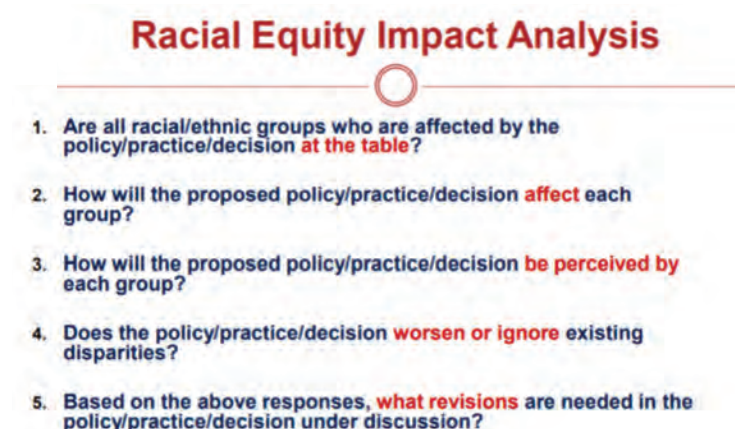 Racial Equity Impact Analysis
1. Are all racial/ethnic groups who are affected by the
policy/practice/decision at the table?
2. How will the proposed policy/practice/decision affect each
group?
3. How will the proposed policy/practice/decision be perceived by
each group?
4. Does the policy/practice/decision worsen or ignore existing
disparities?
5. Based on the above responses, what revisions are needed in the
policy/practice/decision under discussion?